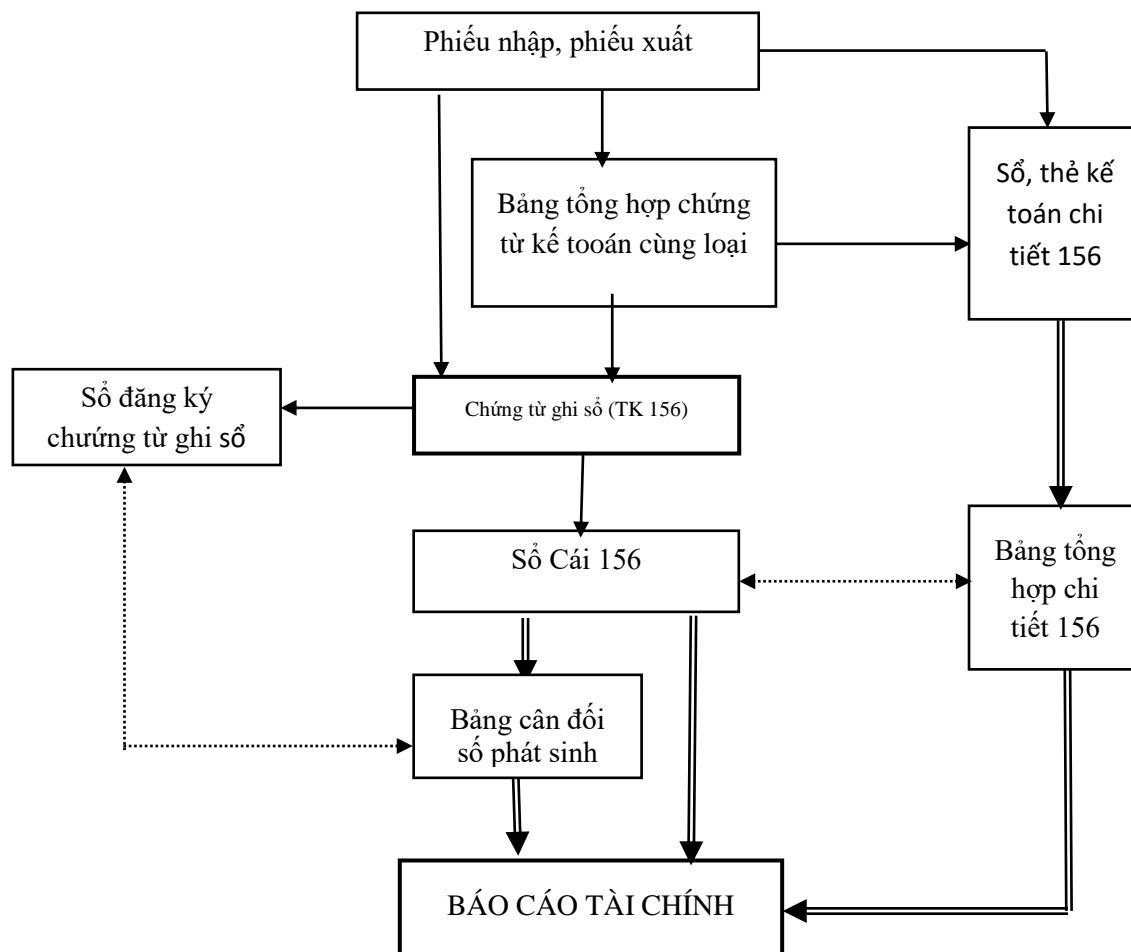 Phiếu nhập, phiếu xuất
Bảng tổng hợp chứng
từ kế tooán cùng loại
Sổ, thẻ kế
toán chi
tiết 156
Sổ đăng ký
chưứng từ ghi sổ
Chứng từ ghi sổ (TK 156)
Sổ Cái 156
Bảng tổng
hợp chi
tiết 156
Bảng cân đối
số phát sinh
BÁO CÁO TÀI CHÍNH